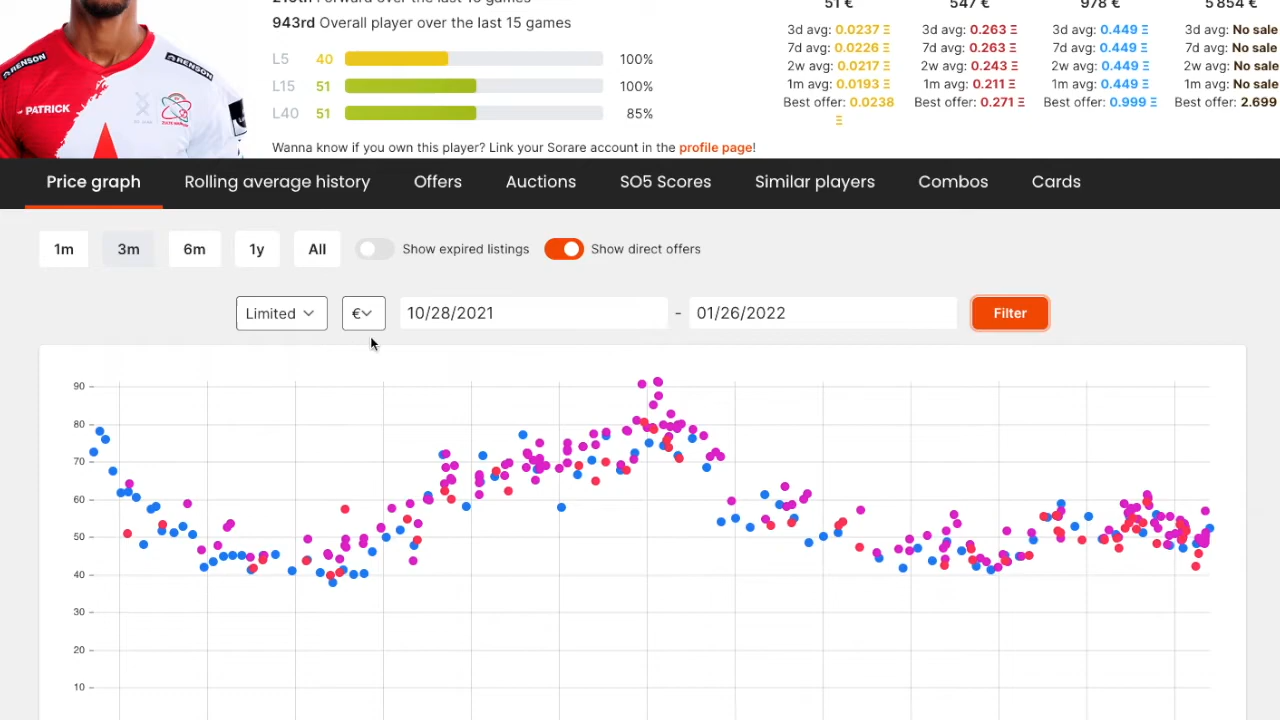 943rd Overall player over the last 15 games
L5 40 100%
L15 51 100%
L40 51 85%
Wanna know if you own this player? Link your Sorare account in the profile page!
51 € 547 € 978 € 5 854 €
3d avg: 0.0237 Ξ 3d avg: 0.263 Ξ 3d avg: 0.449 Ξ 3d avg: No sale
7d avg: 0.0226 Ξ 7d avg: 0.263 Ξ 7d avg: 0.449 Ξ 7d avg: No sale
2w avg: 0.0217 Ξ 2w avg: 0.243 Ξ 2w avg: 0.449 Ξ 2w avg: No sale
1m avg: 0.0193 Ξ 1m avg: 0.211 Ξ 1m avg: 0.449 Ξ 1m avg: No sale
Best offer: 0.0238 Best offer: 0.271 Ξ Best offer: 0.999 Ξ Best offer: 2.699
Ξ
RENSON RENSON
PATRICK
Price graph Rolling average history Offers Auctions SO5 Scores Similar players Combos Cards
1m 3m 6m 1y All Show expired listings Show direct offers
Limited € 10/28/2021 - 01/26/2022 Filter
90
80
70
60
50
40
30
20
10